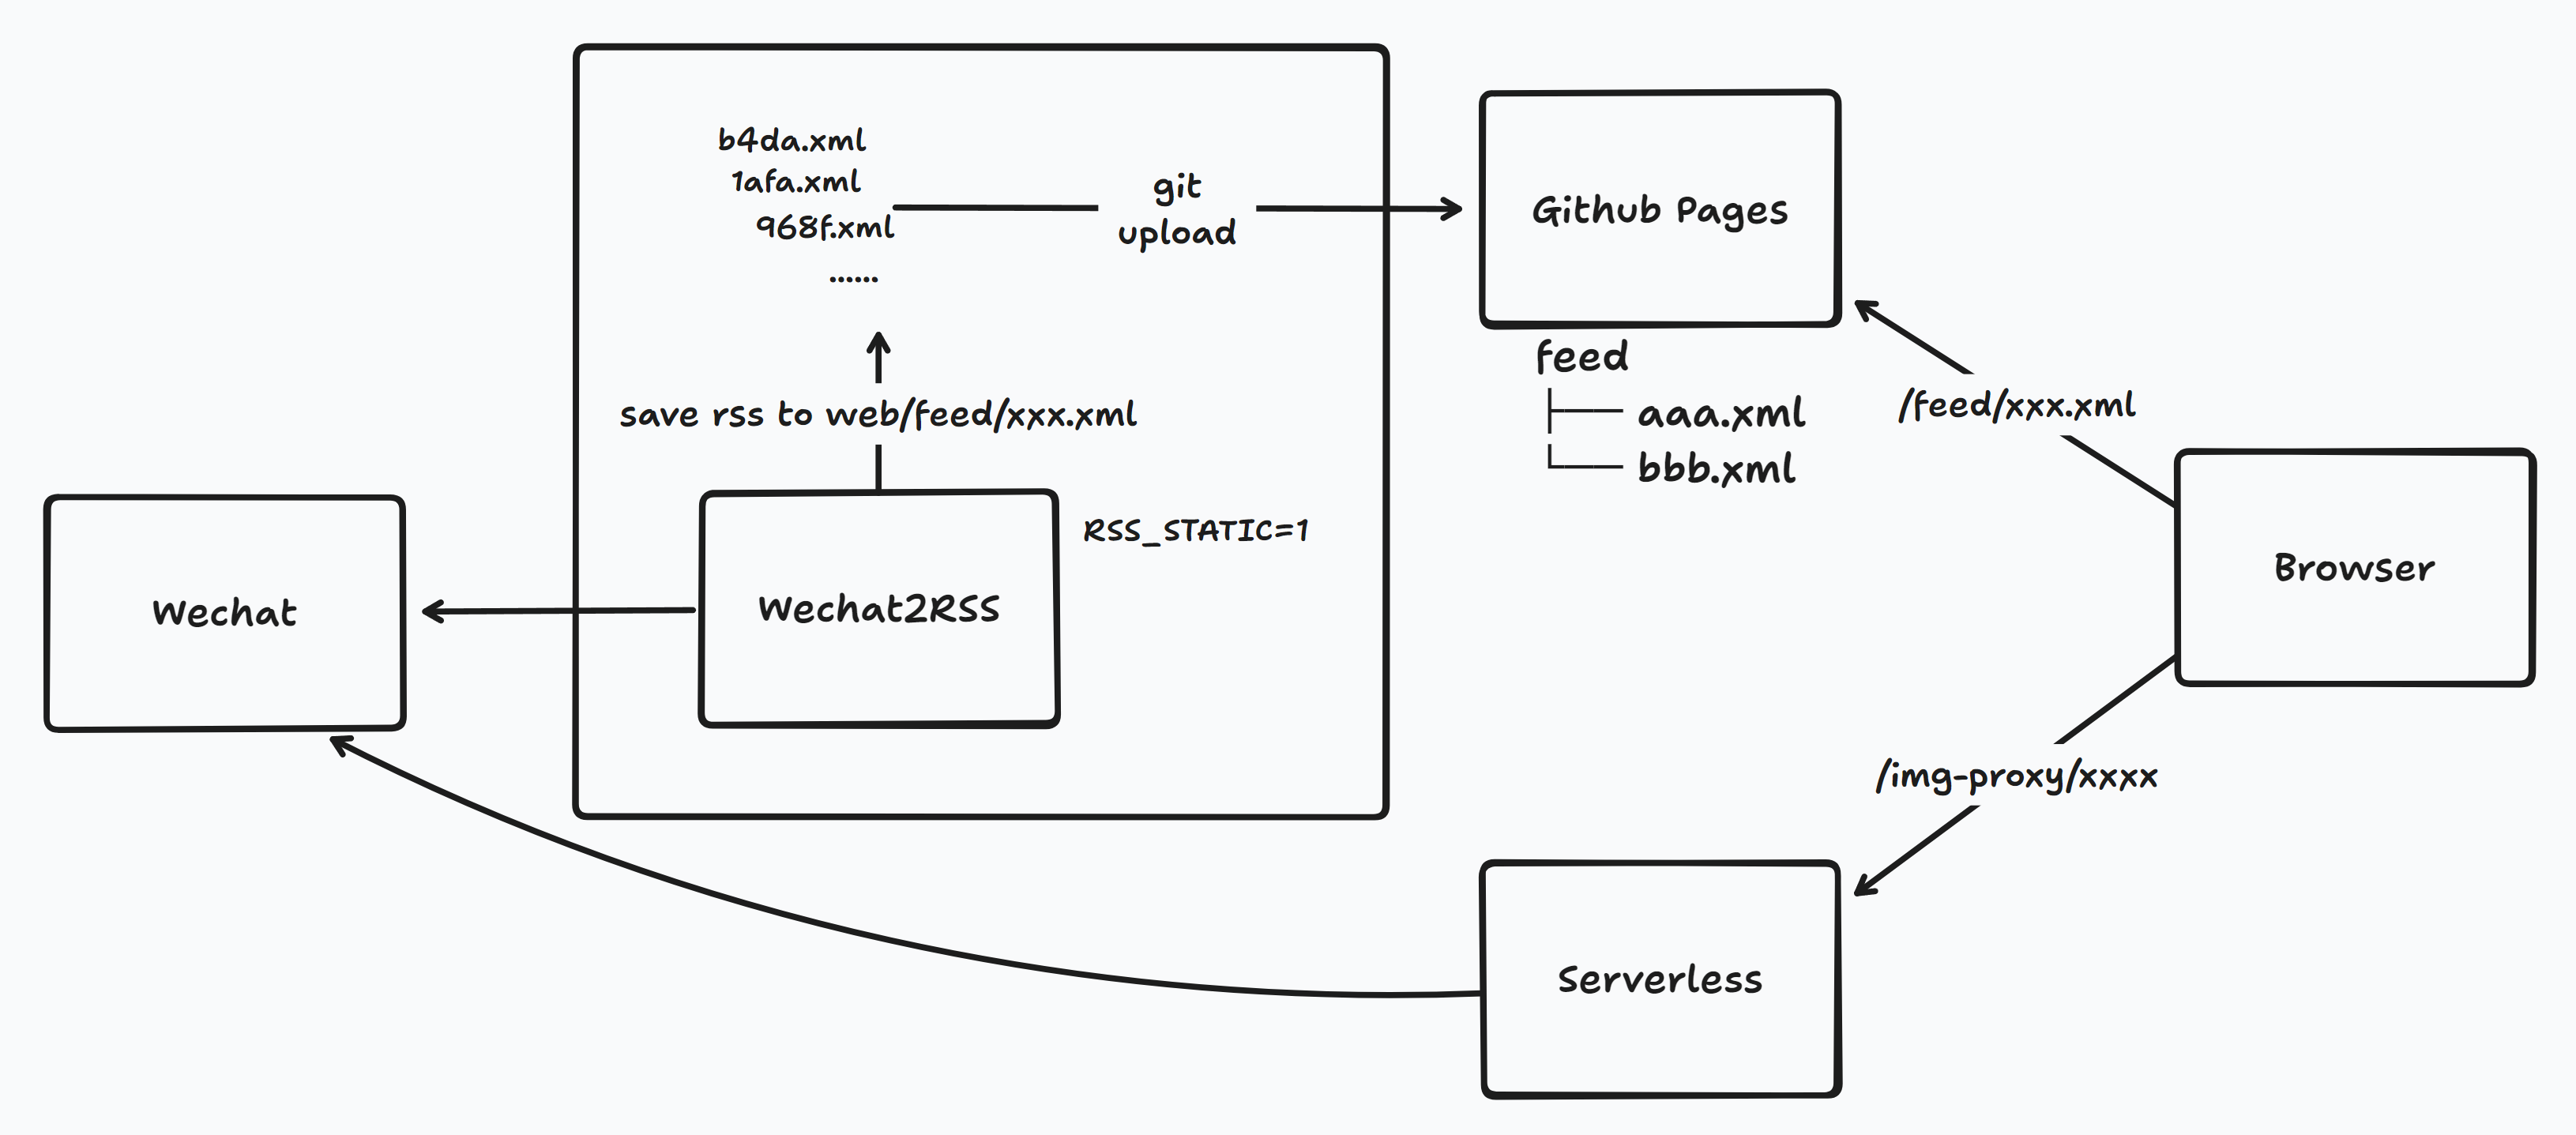 b4da.xml
1afa.xml
968f.xml
......
git
upload
Github Pages
feed
├── aaa.xml
└── bbb.xml
/feed/xxx.xml
save rss to web/feed/xxx.xml
RSS_STATIC=1
Wechat
Wechat2RSS
Browser
/img-proxy/xxxx
Serverless